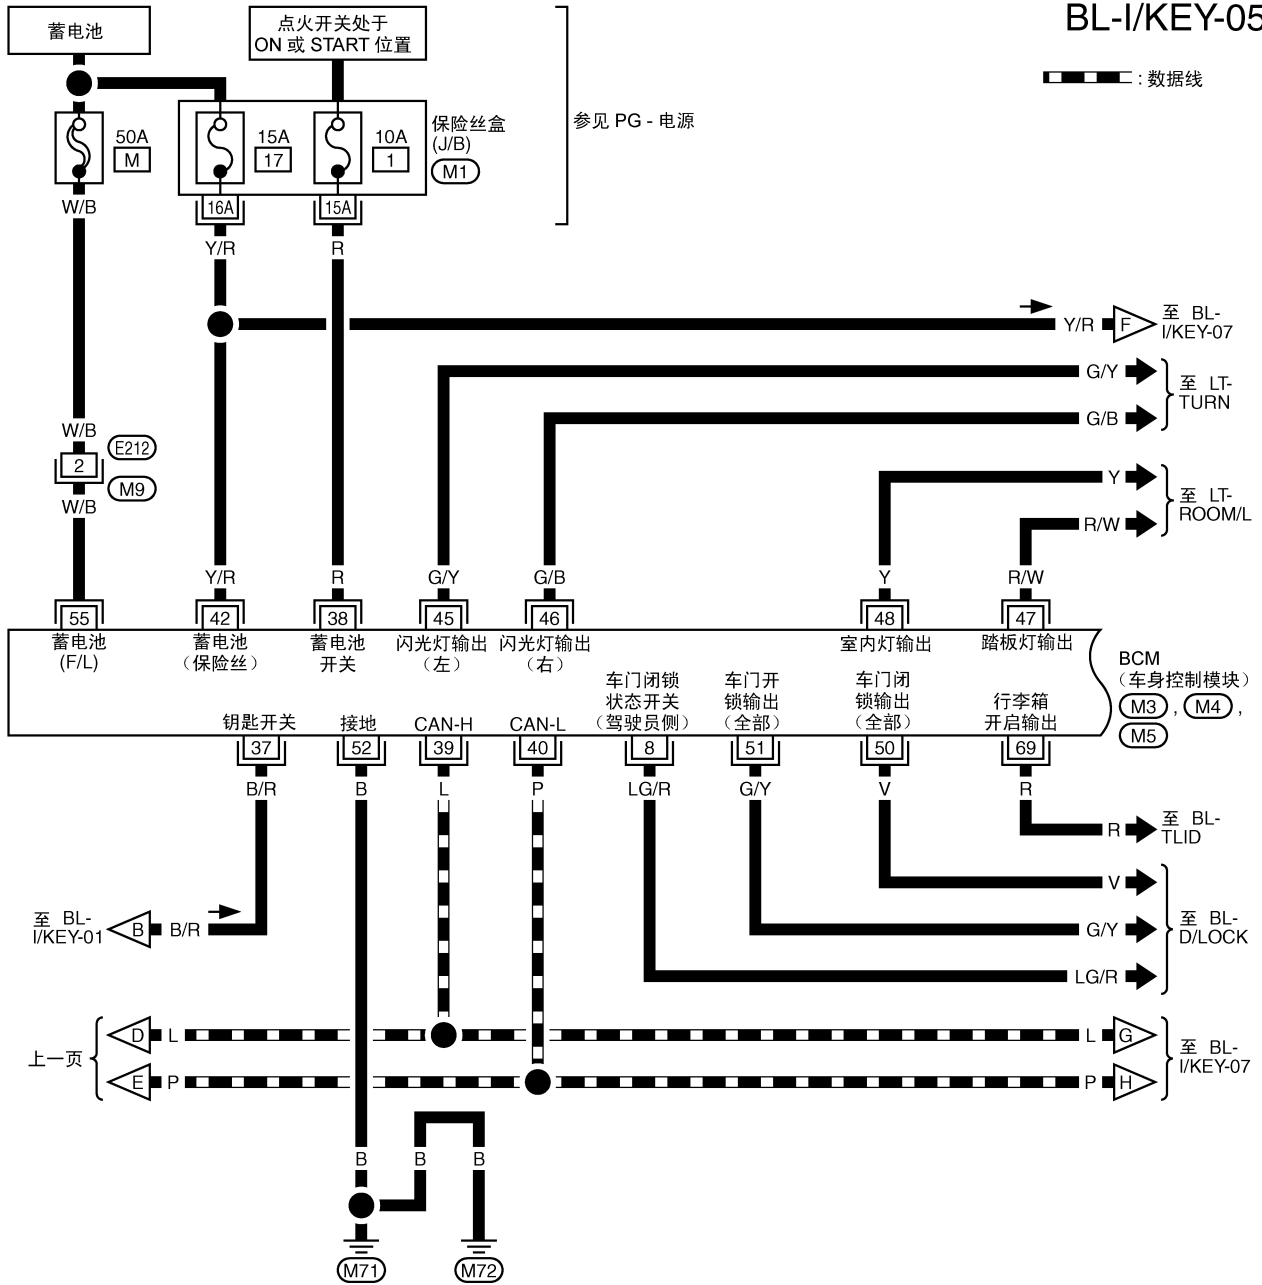 BL-I/KEY-05
: 数据线
蓄电池
点火开关处于
ON 或 START 位置
50A
M
15A
17
10A
1
保险丝盒
(J/B)
M1
参见 PG - 电源
16A
15A
W/B
Y/R
R
Y/R
F
至 BL-
I/KEY-07
G/Y
至 LT-
TURN
G/B
W/B
E212
2
M9
W/B
Y
至 LT-
ROOM/L
R/W
Y/R
R
G/Y
G/B
Y
R/W
55
42
38
45
46
48
47
蓄电池
(F/L)
蓄电池
（保险丝）
蓄电池
开关
闪光灯输出
（左）
闪光灯输出
（右）
室内灯输出
踏板灯输出
BCM
（车身控制模块）
M3 , M4 ,
M5
钥匙开关
接地
CAN-H
CAN-L
车门闭锁
状态开关
（驾驶员侧）
车门开
锁输出
（全部）
车门闭
锁输出
（全部）
行李箱
开启输出
37
52
39
40
8
51
50
69
B/R
B
L
P
LG/R
G/Y
V
R
R
至 BL-
TLID
V
至 BL-
I/KEY-01
B
B/R
G/Y
至 BL-
D/LOCK
LG/R
上一页
D
L
L
G
E
P
P
H
至 BL-
I/KEY-07
B
B
B
M71
M72